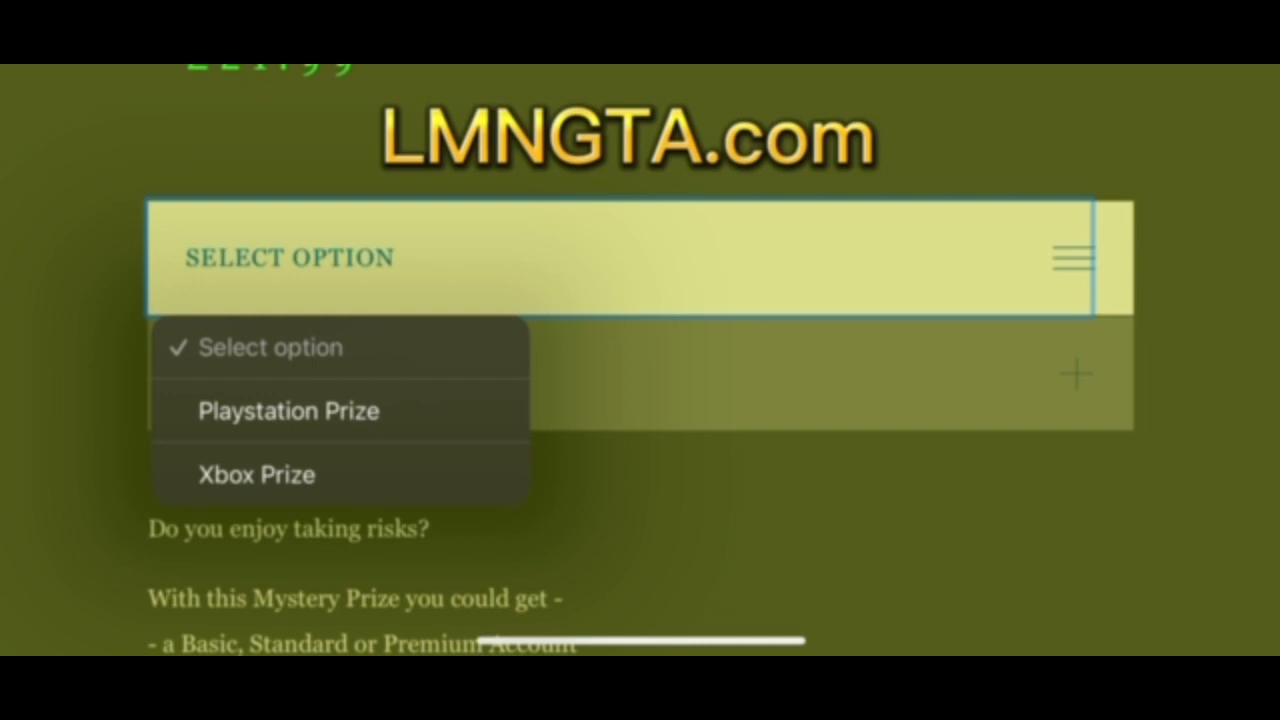 LMNGTA.com
SELECT OPTION
✓ Select option
Playstation Prize
Xbox Prize
Do you enjoy taking risks?
With this Mystery Prize you could get -
- a Basic, Standard or Premium Account